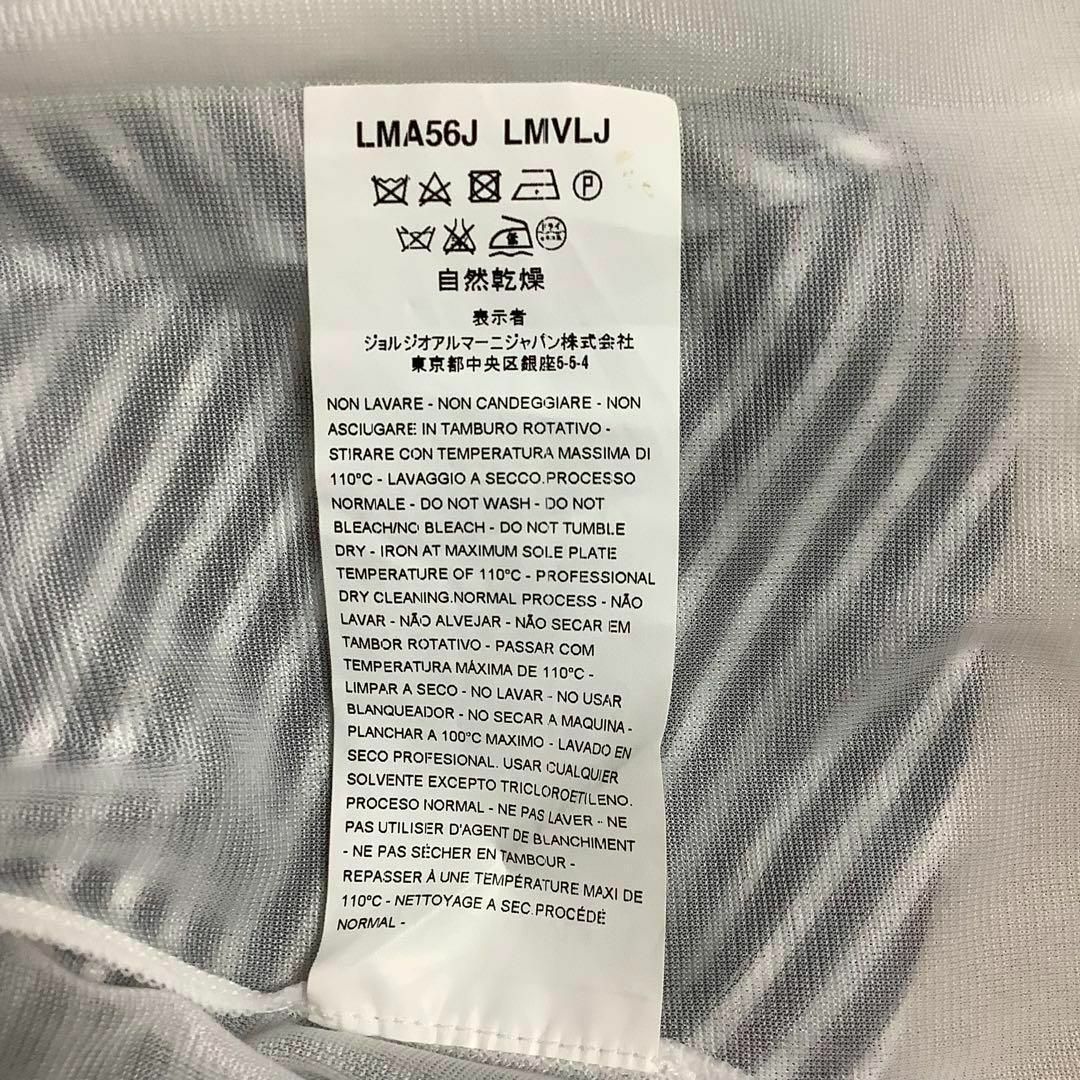 LMA56J LMVLJ
P
ドライ
自然乾燥
表示者
ジョルジオアルマーニジャパン株式会社
東京都中央区銀座5-5-4
NON LAVARE - NON CANDEGGIARE - NON
ASCIUGARE IN TAMBURO ROTATIVO -
STIRARE CON TEMPERATURA MASSIMA DI
110°C - LAVAGGIO A SECCO.PROCESSO
NORMALE - DO NOT WASH - DO NOT
BLEACH/NO BLEACH - DO NOT TUMBLE
DRY - IRON AT MAXIMUM SOLE PLATE
TEMPERATURE OF 110°C - PROFESSIONAL
DRY CLEANING.NORMAL PROCESS - NÃO
LAVAR - NÃO ALVEJAR - NÃO SECAR EM
TAMBOR ROTATIVO - PASSAR COM
TEMPERATURA MÁXIMA DE 110°C -
LIMPAR A SECO - NO LAVAR - NO USAR
BLANQUEADOR - NO SECAR A MAQUINA -
PLANCHAR A 100°C MAXIMO - LAVADO EN
SECO PROFESIONAL. USAR CUALQUIER
SOLVENTE EXCEPTO TRICLOROETILENO.
PROCESO NORMAL - NE PAS LAVER - NE
PAS UTILISER D'AGENT DE BLANCHIMENT
- NE PAS SÉCHER EN TAMBOUR -
REPASSER À UNE TEMPÉRATURE MAXI DE
110°C - NETTOYAGE A SEC.PROCÉDÉ
NORMAL -